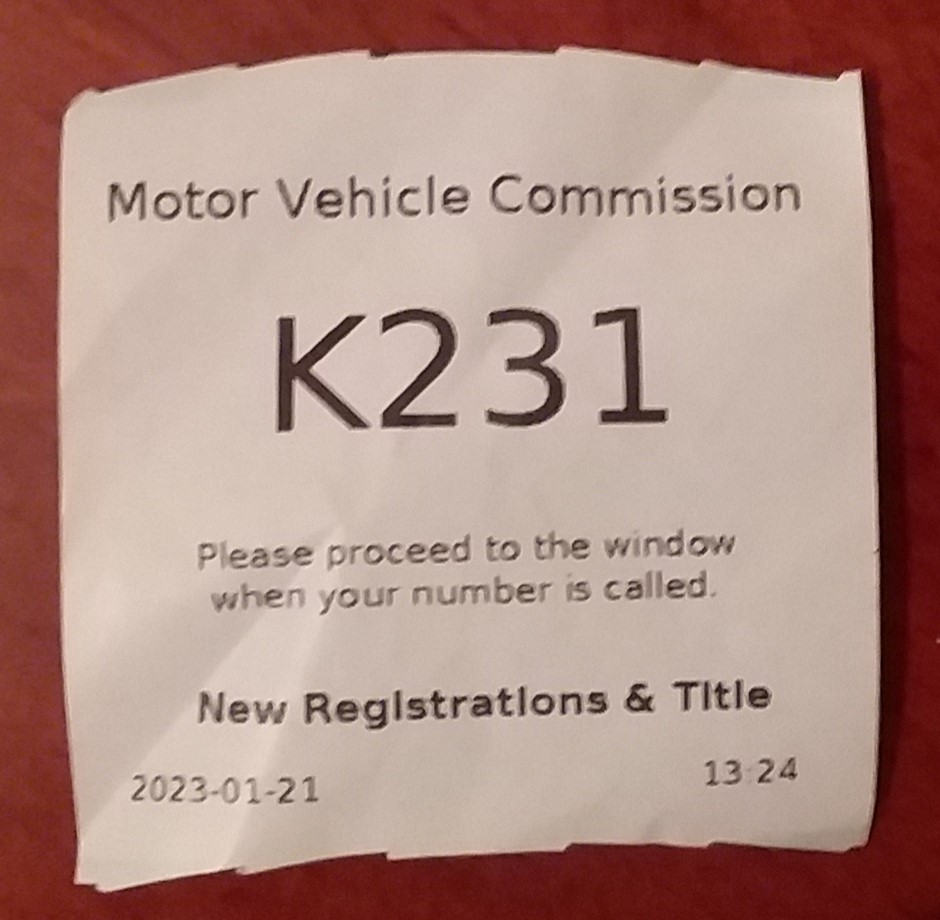 Motor Vehicle Commission
K231
Please proceed to the window
when your number is called.
New Registrations & Title
2023-01-21 13:24